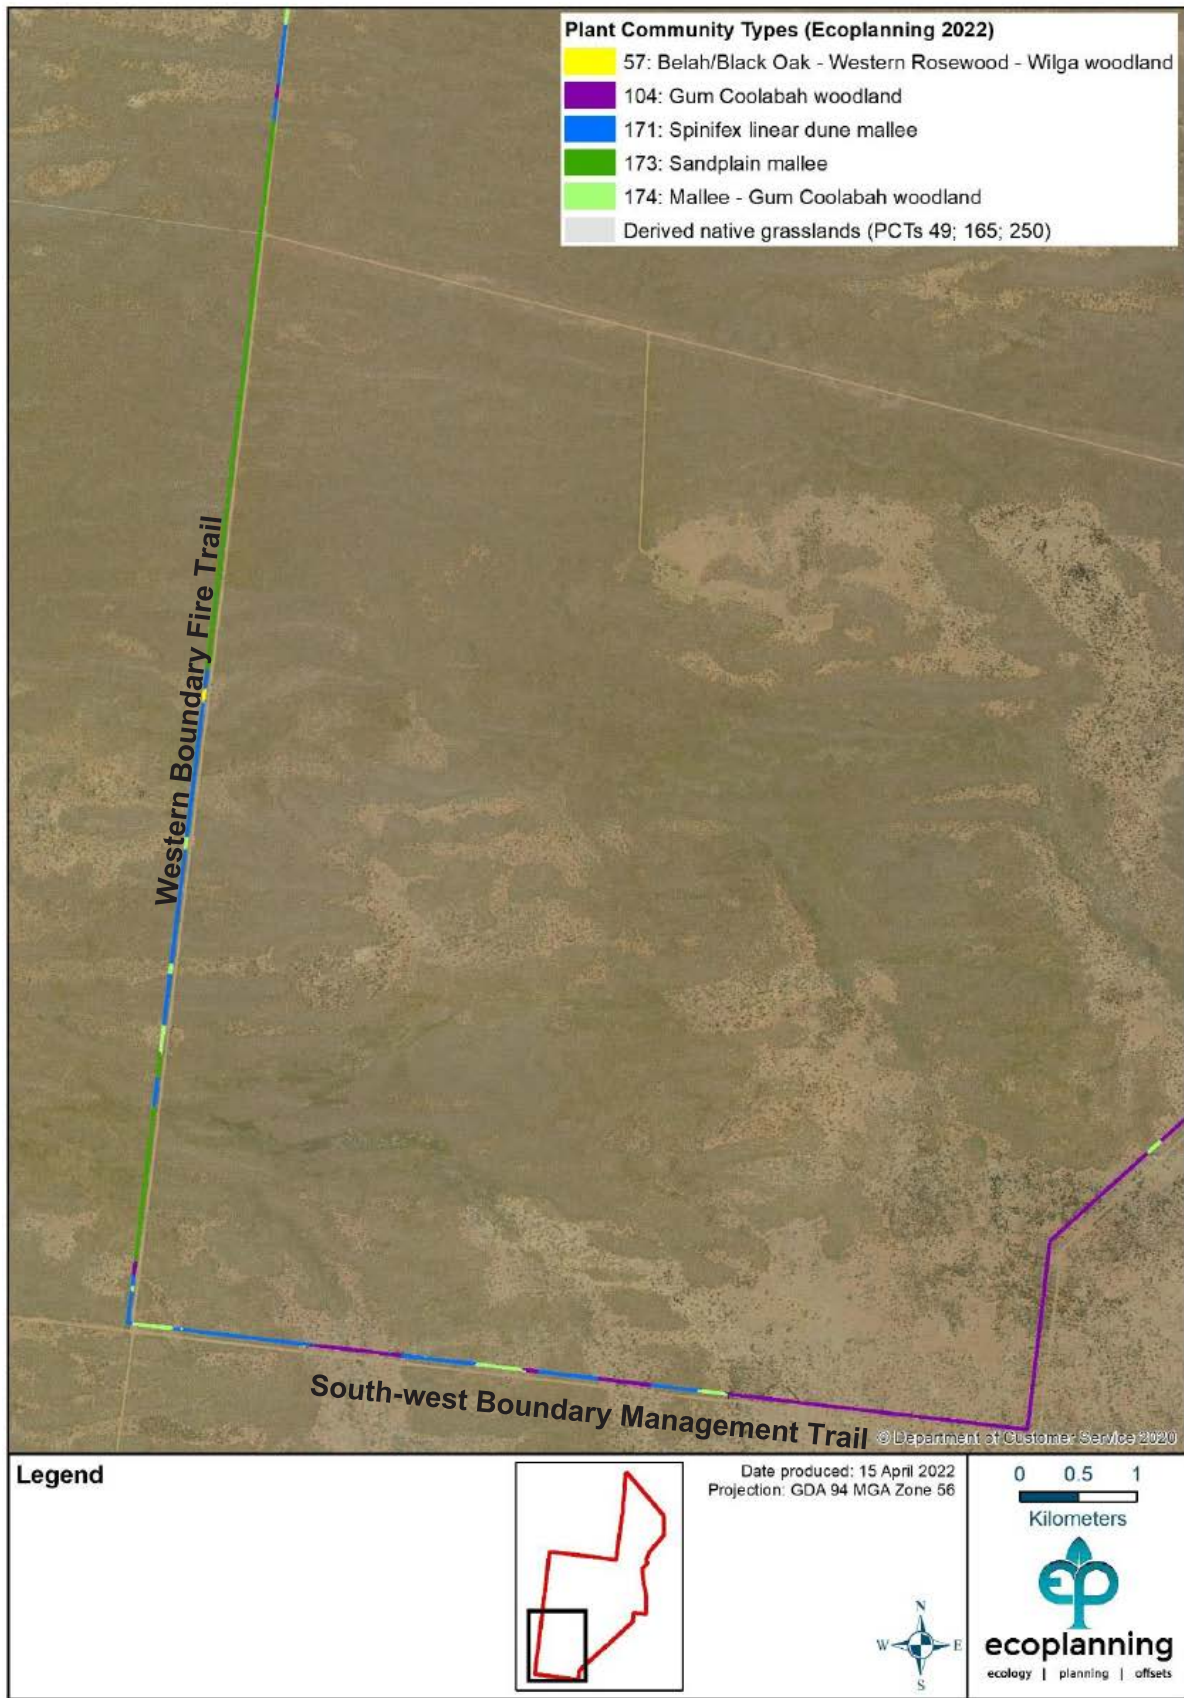 Plant Community Types (Ecoplanning 2022)
57: Belah/Black Oak - Western Rosewood - Wilga woodland
104: Gum Coolabah woodland
171: Spinifex linear dune mallee
173: Sandplain mallee
174: Mallee - Gum Coolabah woodland
Derived native grasslands (PCTs 49; 165; 250)
Western Boundary Fire Trail
South-west Boundary Management Trail
© Department of Customer Service 2020
Legend
Date produced: 15 April 2022
Projection: GDA 94 MGA Zone 56
N
W E
S
0 0.5 1
Kilometers
ep
ecoplanning
ecology | planning | offsets